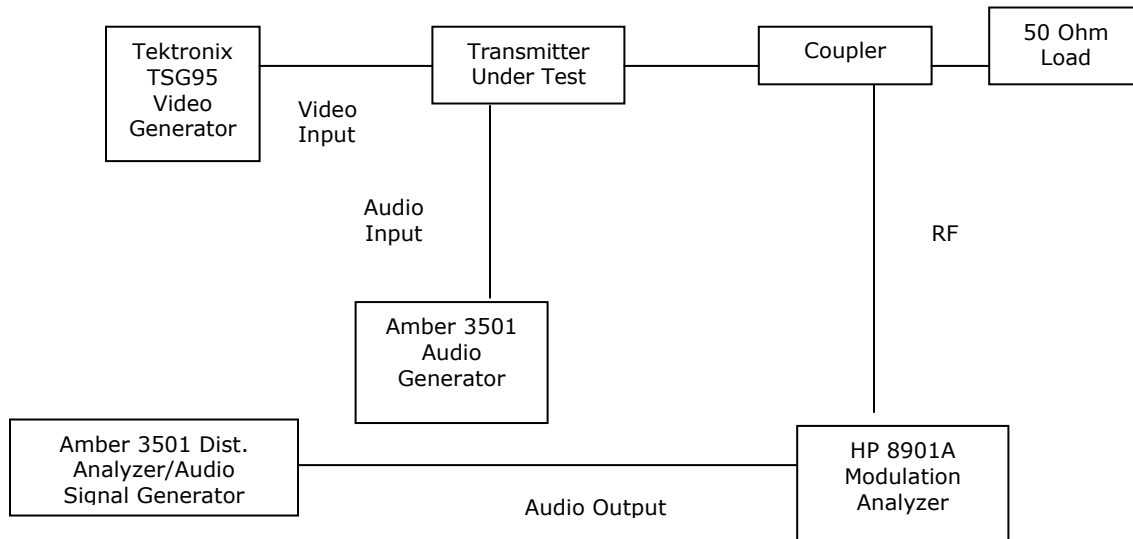 Tektronix
TSG95
Video
Generator
Video
Input
Transmitter
Under Test
Coupler
50 Ohm
Load
Audio
Input
RF
Amber 3501
Audio
Generator
Amber 3501 Dist.
Analyzer/Audio
Signal Generator
Audio Output
HP 8901A
Modulation
Analyzer